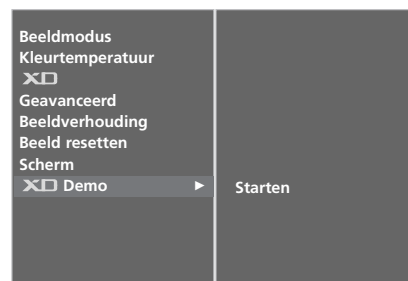 Beeldmodus
Kleurtemperatuur
XD
Geavanceerd
Beeldverhouding
Beeld resetten
Scherm
XD Demo ►
Starten